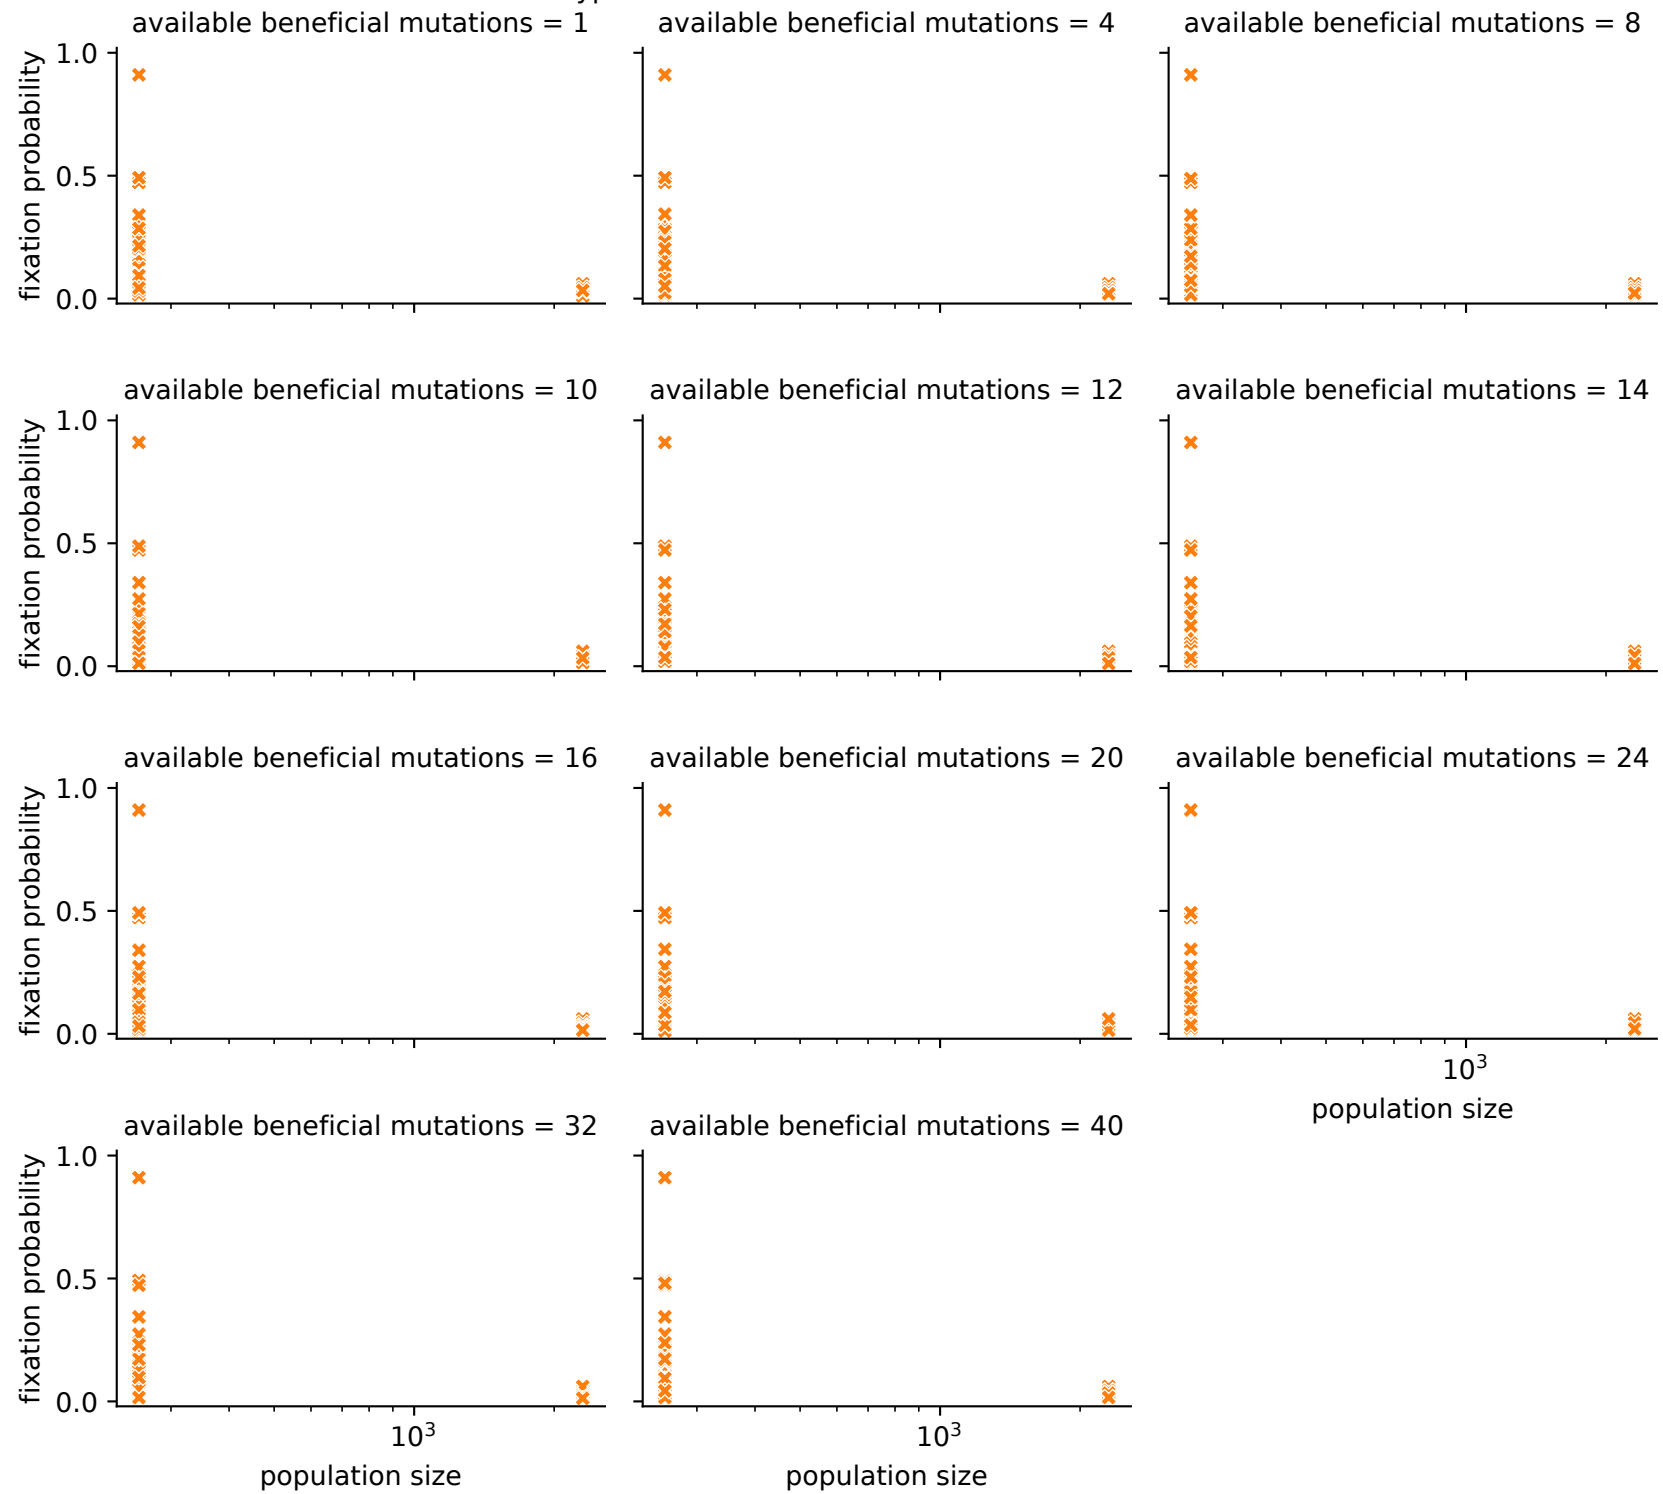 available beneficial mutations = 1
available beneficial mutations = 4
available beneficial mutations = 8
fixation probability
1.0
0.5
0.0
available beneficial mutations = 10
available beneficial mutations = 12
available beneficial mutations = 14
fixation probability
1.0
0.5
0.0
available beneficial mutations = 16
available beneficial mutations = 20
available beneficial mutations = 24
fixation probability
1.0
0.5
0.0
10³
population size
available beneficial mutations = 32
available beneficial mutations = 40
fixation probability
1.0
0.5
0.0
10³
10³
population size
population size